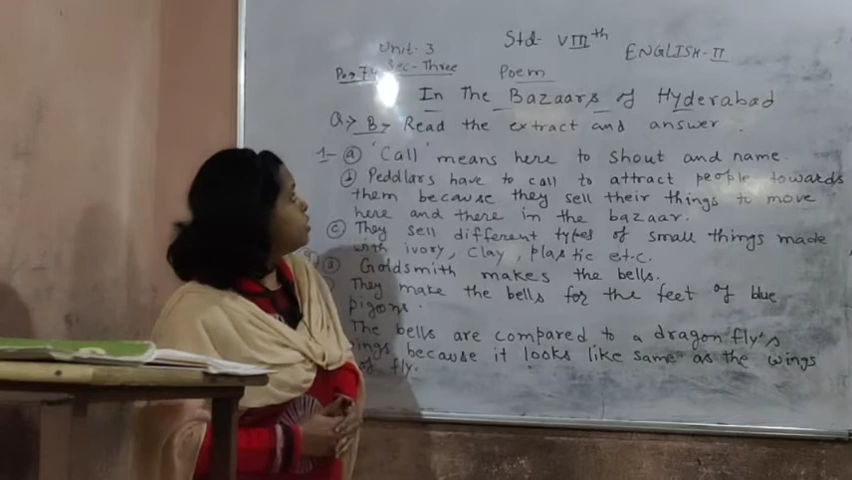 Unit-3 Std- VIIIth ENGLISH-II
Sec-Three Poem
In The Bazaars of Hyderabad
Q> B> Read the extract and answer.
1- (a) 'Call' means here to shout and name.
(b) Peddlars have to call to attract people towards
them because they sell their things to move
here and there in the bazaar.
(c) They sell different types of small things made
with ivory, clay, plastic etc.
(a) Goldsmith makes the bells.
They make the bells for the feet of blue
pigeons.
The bells are compared to a dragon fly's
wings because it looks like same as the wings
of fly.